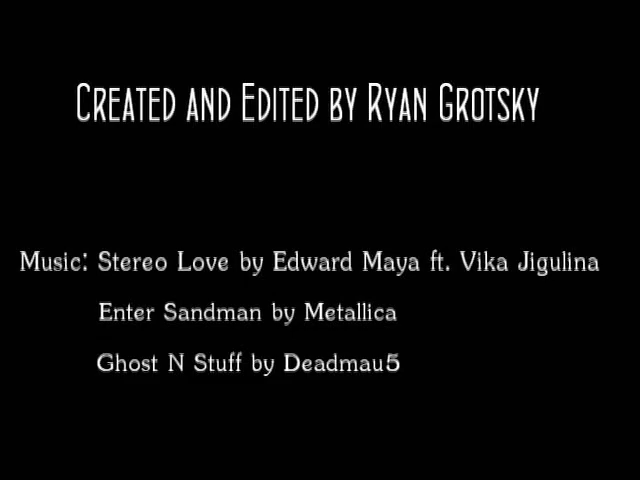 Created and Edited by Ryan Grotsky
Music: Stereo Love by Edward Maya ft. Vika Jigulina
Enter Sandman by Metallica
Ghost N Stuff by Deadmau5